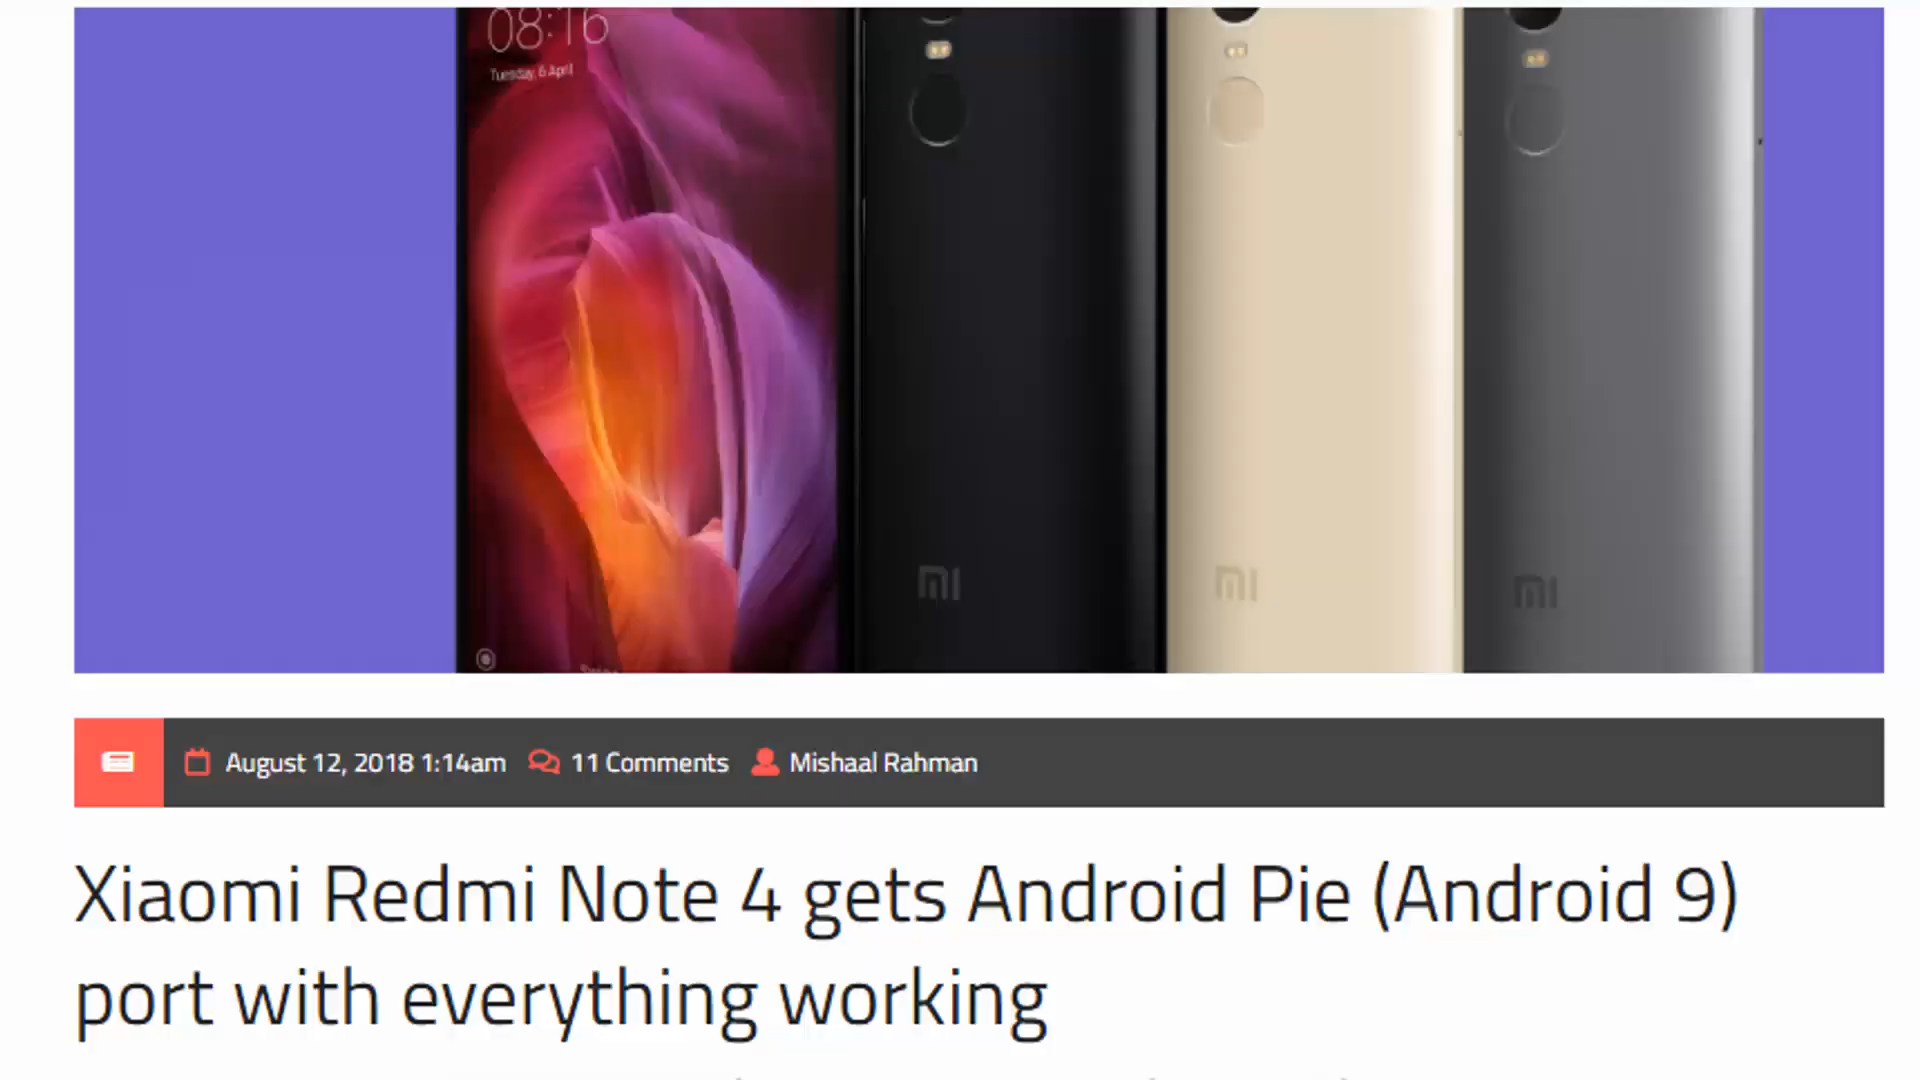 08:16
Tuesday, 6 April
MI MI MI
August 12, 2018 1:14am 11 Comments Mishaal Rahman
Xiaomi Redmi Note 4 gets Android Pie (Android 9)
port with everything working